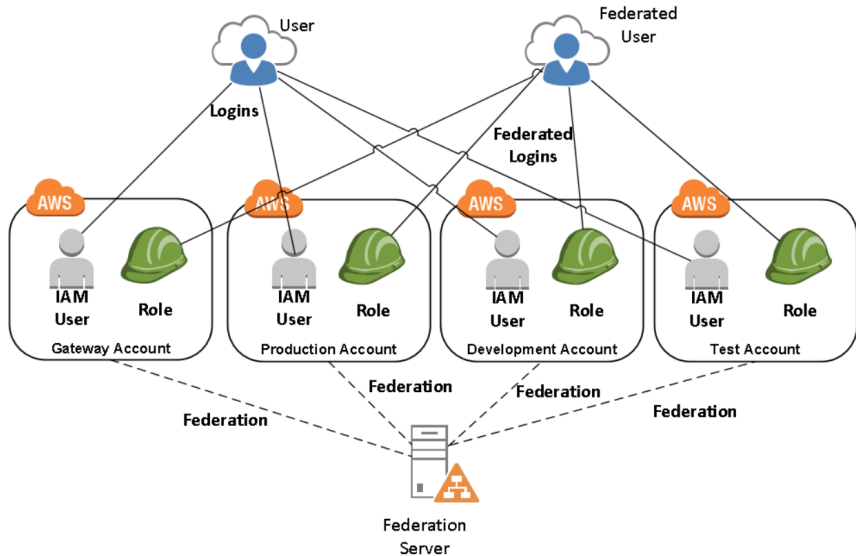 User
Federated
User
Logins
Federated
Logins
AWS
AWS
AWS
AWS
IAM
User
Role
IAM
User
Role
IAM
User
Role
IAM
User
Role
Gateway Account
Production Account
Development Account
Test Account
Federation
Federation
Federation
Federation
Federation
Server